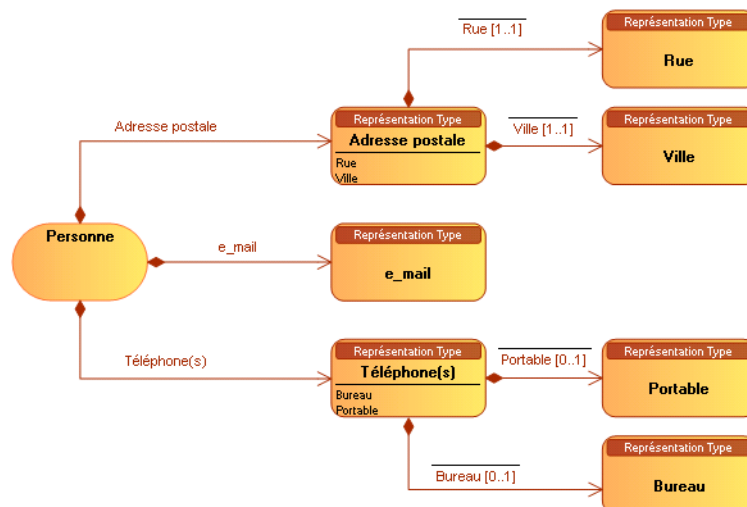 Rue [1..1]
Représentation Type
Rue
Adresse postale
Représentation Type
Adresse postale
Rue
Ville
Ville [1..1]
Représentation Type
Ville
Personne
e_mail
Représentation Type
e_mail
Téléphone(s)
Représentation Type
Téléphone(s)
Bureau
Portable
Portable [0..1]
Représentation Type
Portable
Bureau [0..1]
Représentation Type
Bureau